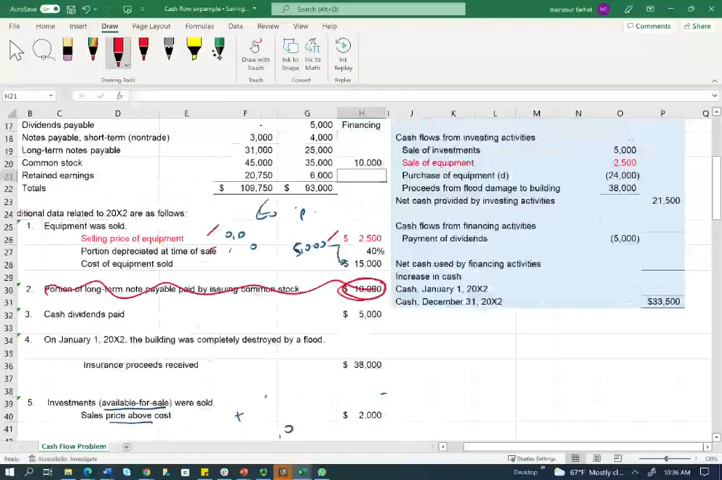 AutoSave On Cash flow expample • Saving... Search (Alt+Q) mansour farhat MF
File Home Insert Draw Page Layout Formulas Data Review View Help Comments Share
Draw with Touch Ink to Shape Ink to Math Ink Replay
Drawing Tools Convert Replay
H21 fx
B C D E F G H I J K L M N O P Q
17 Dividends payable - 5,000 Financing
18 Notes payable, short-term (nontrade) 3,000 4,000 Cash flows from investing activities
19 Long-term notes payable 31,000 25,000 Sale of investments 5,000
20 Common stock 45,000 35,000 10.000 Sale of equipment 2,500
21 Retained earnings 20,750 6,000 Purchase of equipment (d) (24,000)
22 Totals $ 109,750 $ 93,000 Proceeds from flood damage to building 38,000
23 Net cash provided by investing activities 21,500
24 ditional data related to 20X2 are as follows:
25 1. Equipment was sold. Cash flows from financing activities
26 Selling price of equipment 5,000 $ 2,500 Payment of dividends (5,000)
27 Portion depreciated at time of safe 40%
28 Cost of equipment sold $ 15,000 Net cash used by financing activities
29 Increase in cash
30 2. Portion of long-term note payable paid by issuing common stock $ 10,000 Cash, January 1, 20X2
31 Cash, December 31, 20X2 $33,500
32 3. Cash dividends paid $ 5,000
33
34 4. On January 1, 20X2, the building was completely destroyed by a flood.
35
36 Insurance proceeds received $ 38,000
39 5. Investments (available-for-sale) were sold.
40 Sales price above cost + $ 2,000
41
Cash Flow Problem
Accessibility: Investigate 120%
Desktop 67°F Mostly cl... 10:36 AM